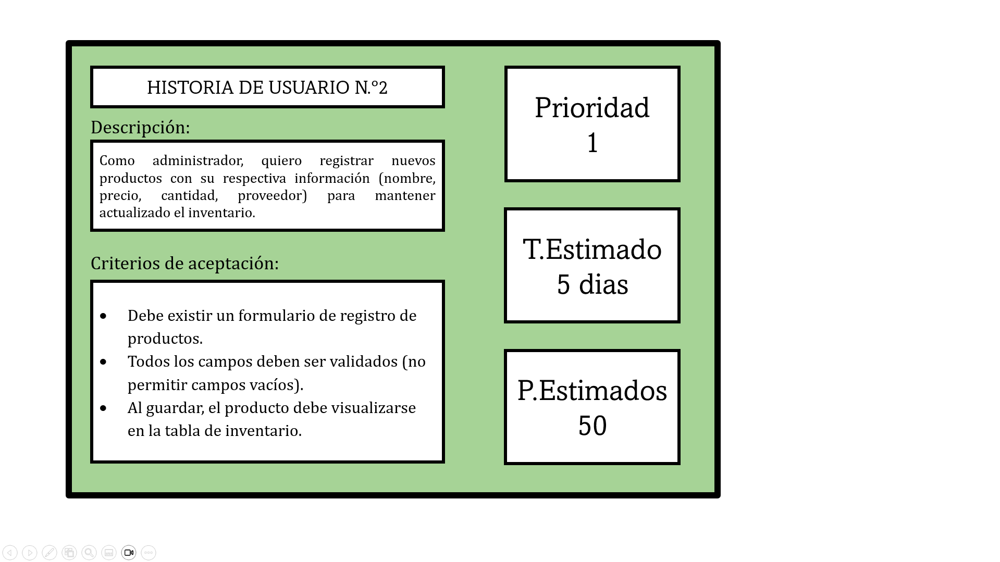 HISTORIA DE USUARIO N.°2
Descripción:
Como administrador, quiero registrar nuevos
productos con su respectiva información (nombre,
precio, cantidad, proveedor) para mantener
actualizado el inventario.
Criterios de aceptación:
• Debe existir un formulario de registro de
productos.
• Todos los campos deben ser validados (no
permitir campos vacíos).
• Al guardar, el producto debe visualizarse
en la tabla de inventario.
Prioridad
1
T.Estimado
5 dias
P.Estimados
50